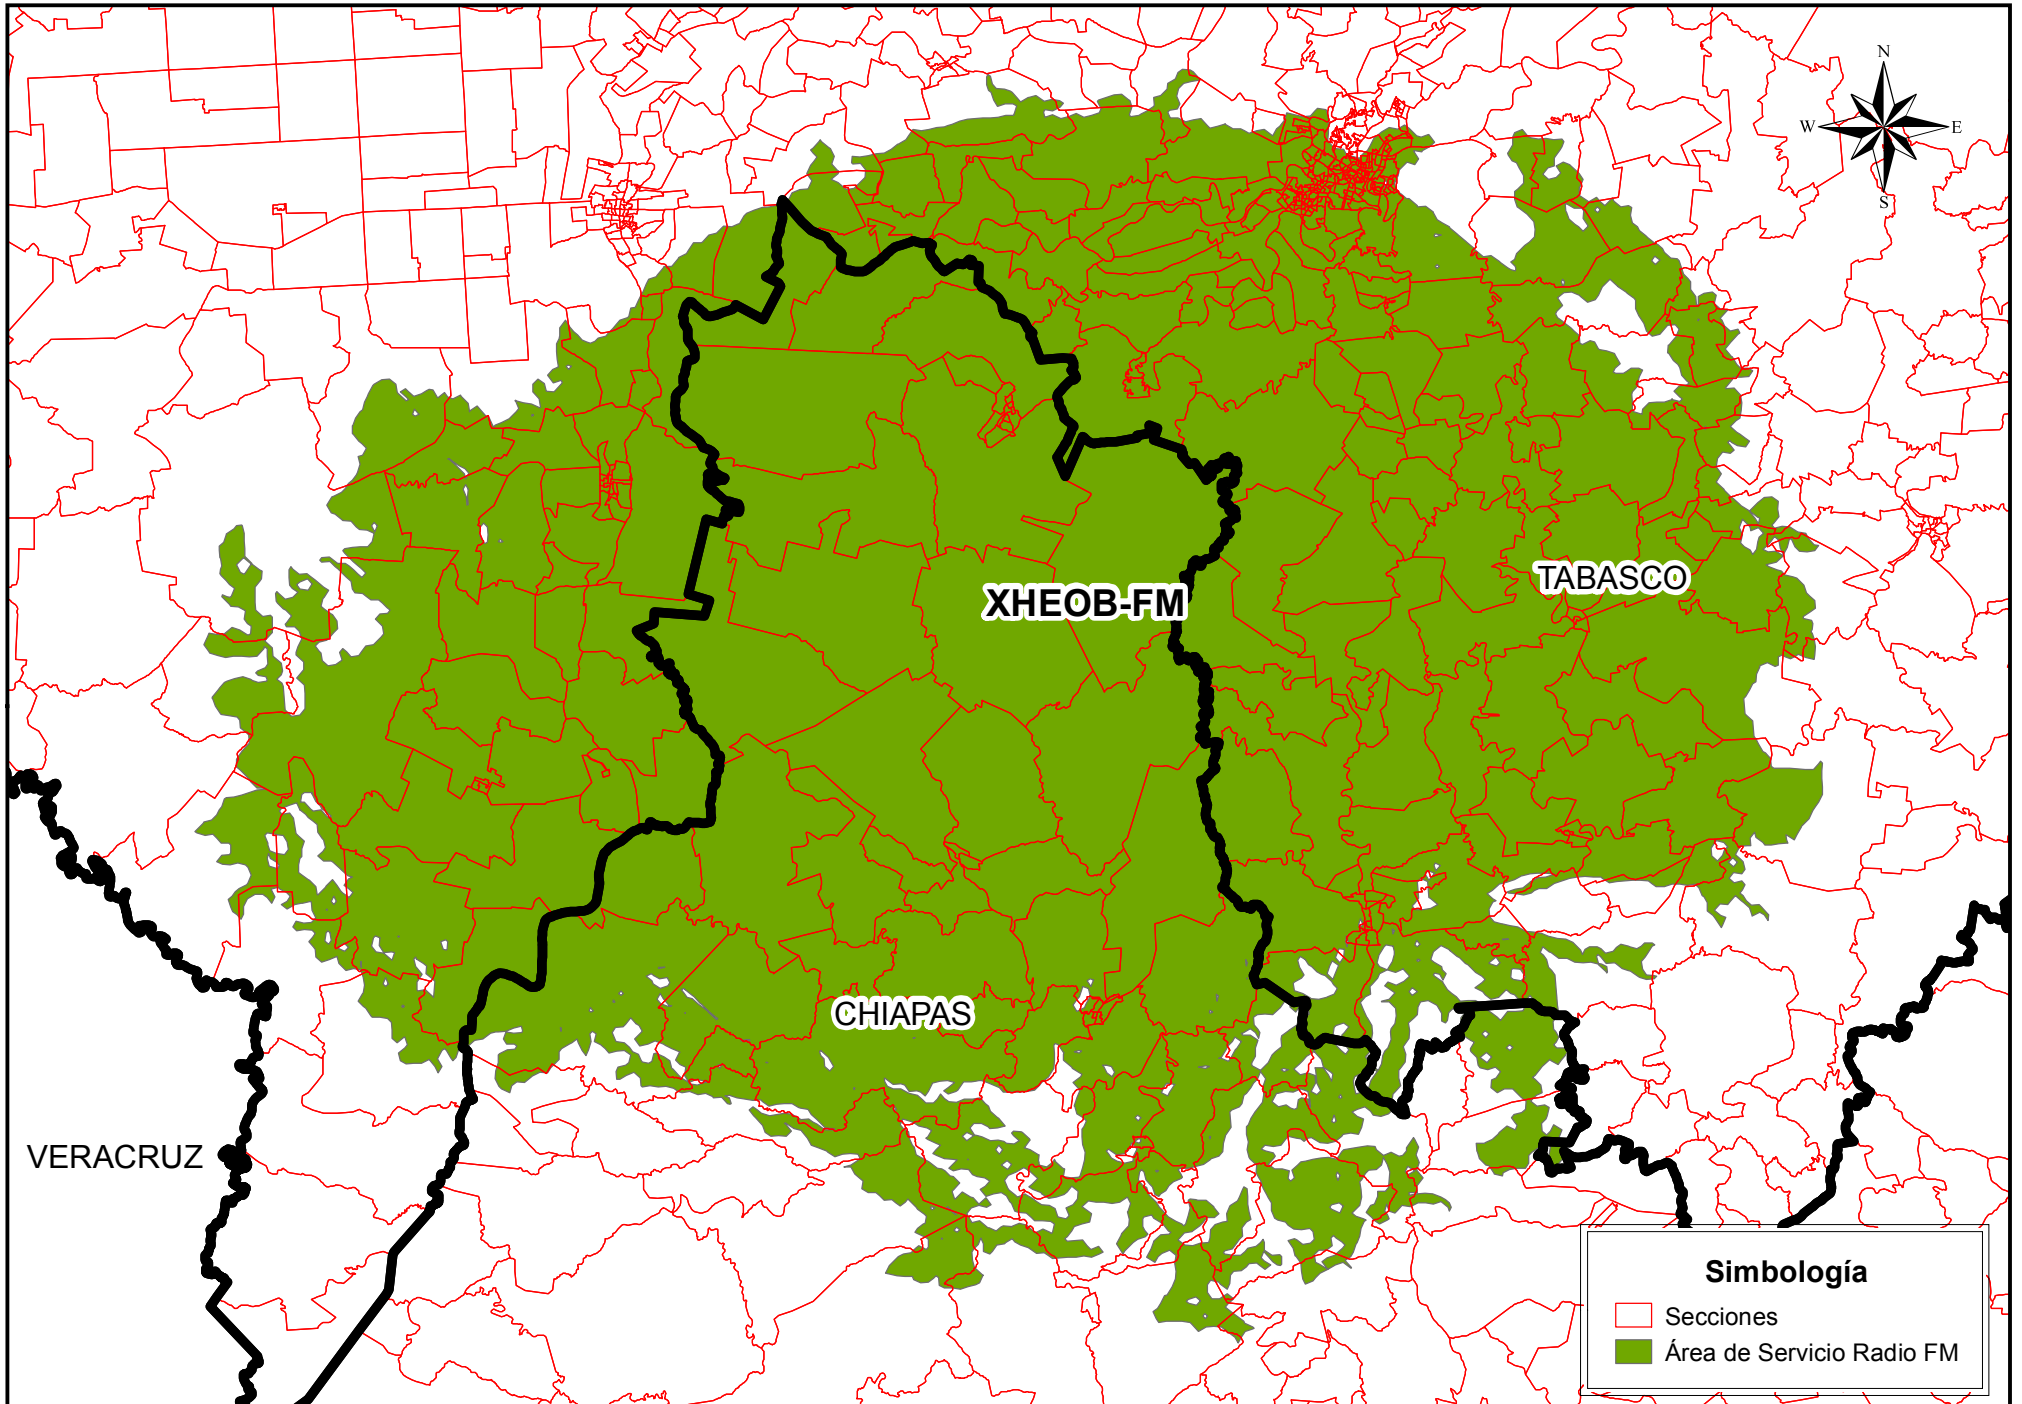 N
W E
S
TABASCO
XHEOB-FM
CHIAPAS
VERACRUZ
Simbología
Secciones
Área de Servicio Radio FM